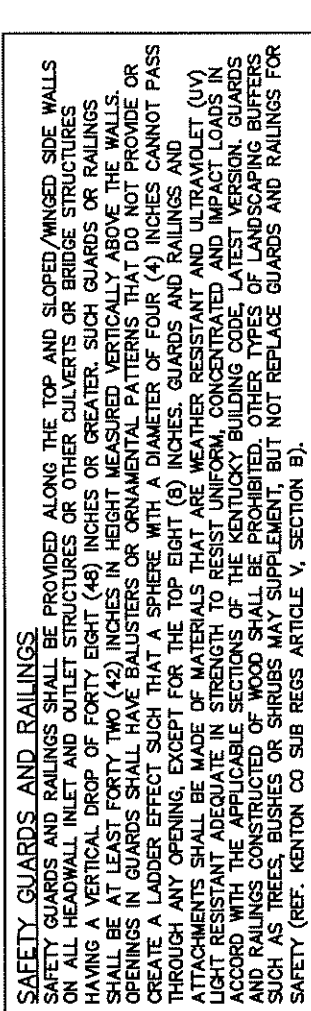 SAFETY GUARDS AND RAILINGS
SAFETY GUARDS AND RAILINGS SHALL BE PROVIDED ALONG THE TOP AND SLOPED/WINGED SIDE WALLS
ON ALL HEADWALL INLET AND OUTLET STRUCTURES OR OTHER CULVERTS OR BRIDGE STRUCTURES
HAVING A VERTICAL DROP OF FORTY EIGHT (48) INCHES OR GREATER. SUCH GUARDS OR RAILINGS
SHALL BE AT LEAST FORTY TWO (42) INCHES IN HEIGHT MEASURED VERTICALLY ABOVE THE WALLS.
OPENINGS IN GUARDS SHALL HAVE BALUSTERS OR ORNAMENTAL PATTERNS THAT DO NOT PROVIDE OR
CREATE A LADDER EFFECT SUCH THAT A SPHERE WITH A DIAMETER OF FOUR (4) INCHES CANNOT PASS
THROUGH ANY OPENING, EXCEPT FOR THE TOP EIGHT (8) INCHES. GUARDS AND RAILINGS AND
ATTACHMENTS SHALL BE MADE OF MATERIALS THAT ARE WEATHER RESISTANT AND ULTRAVIOLET (UV)
LIGHT RESISTANT ADEQUATE IN STRENGTH TO RESIST UNIFORM, CONCENTRATED AND IMPACT LOADS IN
ACCORD WITH THE APPLICABLE SECTIONS OF THE KENTUCKY BUILDING CODE, LATEST VERSION. GUARDS
AND RAILINGS CONSTRUCTED OF WOOD SHALL BE PROHIBITED. OTHER TYPES OF LANDSCAPING BUFFERS
SUCH AS TREES, BUSHES OR SHRUBS MAY SUPPLEMENT, BUT NOT REPLACE GUARDS AND RAILINGS FOR
SAFETY (REF. KENTON CO SUB REGS ARTICLE V, SECTION B).